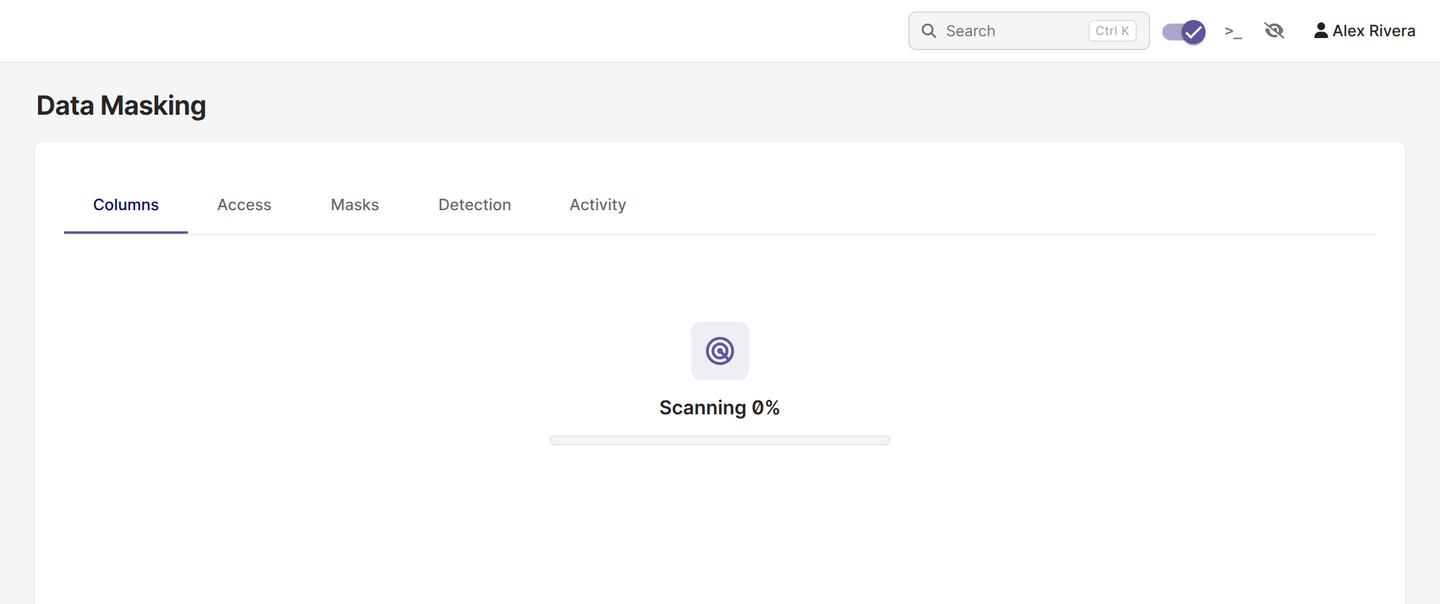 Search Ctrl K >_ Alex Rivera
Data Masking
Columns Access Masks Detection Activity
Scanning 0%